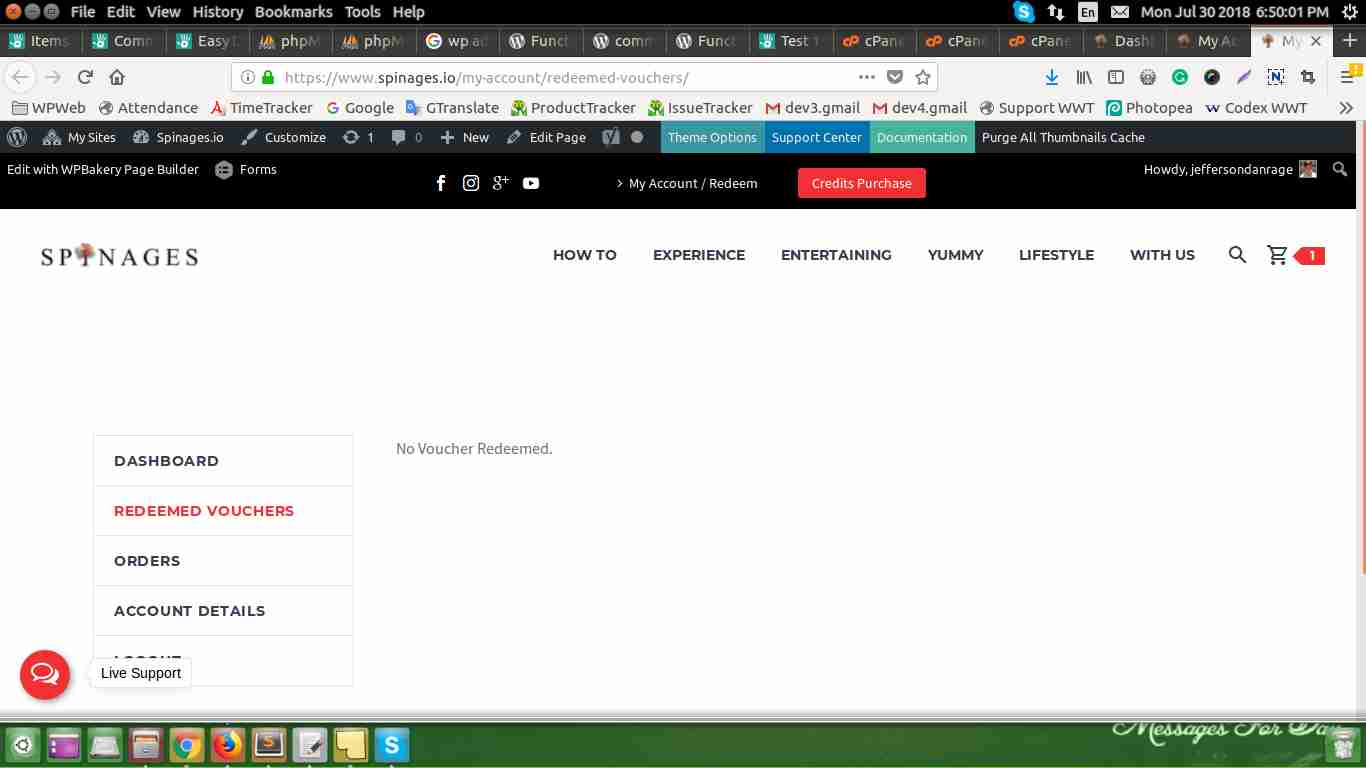 File Edit View History Bookmarks Tools Help
En Mon Jul 30 2018 6:50:01 PM
Items Com Easy phpM phpM wp ad Funct comm Funct Test 1 cPane cPane cPane Dash My Ac My
https://www.spinages.io/my-account/redeemed-vouchers/
WPWeb Attendance TimeTracker Google GTranslate ProductTracker IssueTracker dev3.gmail dev4.gmail Support WWT Photopea Codex WWT
My Sites Spinages.io Customize 1 0 New Edit Page Theme Options Support Center Documentation Purge All Thumbnails Cache
Edit with WPBakery Page Builder Forms Howdy, jeffersondanrage
My Account / Redeem Credits Purchase
SPINAGES HOW TO EXPERIENCE ENTERTAINING YUMMY LIFESTYLE WITH US 1
DASHBOARD
No Voucher Redeemed.
REDEEMED VOUCHERS
ORDERS
ACCOUNT DETAILS
Live Support
Messages For Day